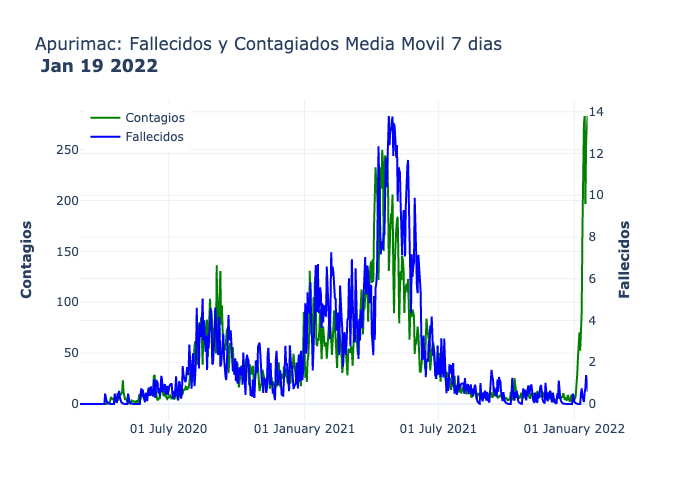 Apurimac: Fallecidos y Contagiados Media Movil 7 dias
Jan 19 2022
Contagios
Fallecidos
Contagios
0
50
100
150
200
250
Fallecidos
0
2
4
6
8
10
12
14
01 July 2020
01 January 2021
01 July 2021
01 January 2022